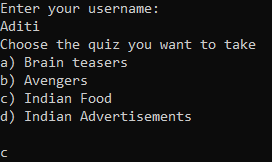 Enter your username:
Aditi
Choose the quiz you want to take
a) Brain teasers
b) Avengers
c) Indian Food
d) Indian Advertisements
c